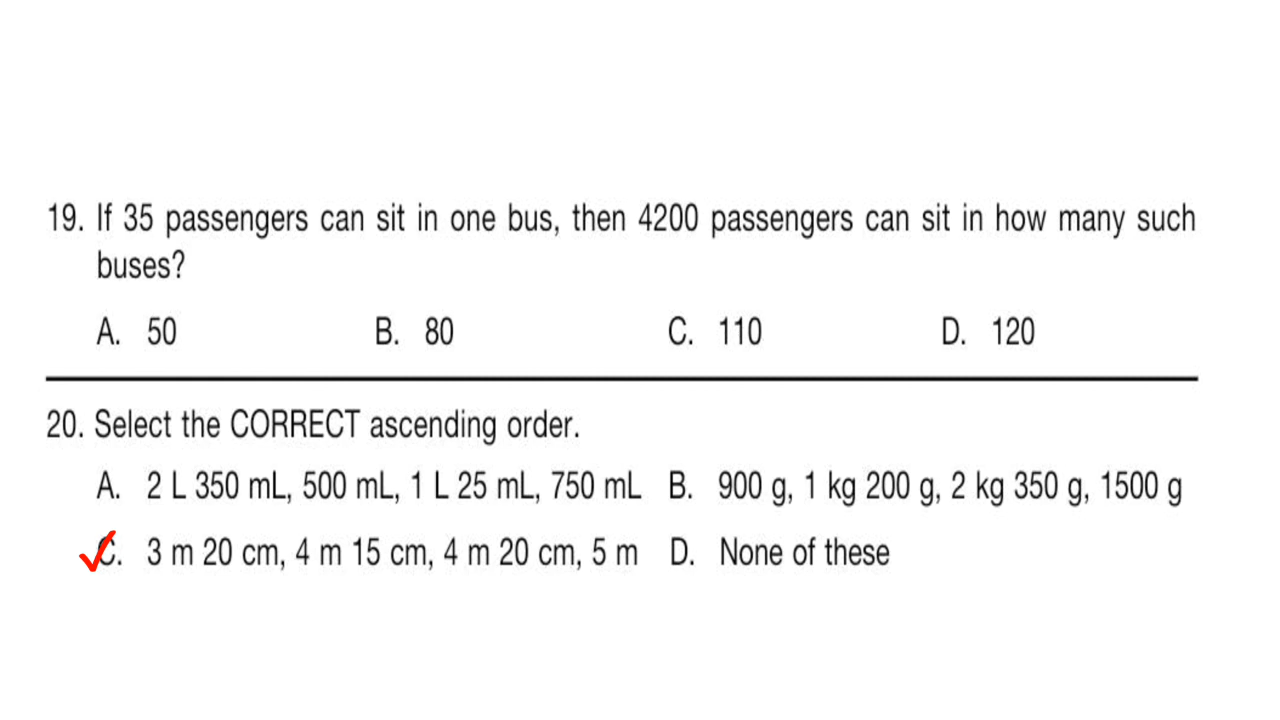 19. If 35 passengers can sit in one bus, then 4200 passengers can sit in how many such
buses?
A. 50 B. 80 C. 110 D. 120
20. Select the CORRECT ascending order.
A. 2 L 350 mL, 500 mL, 1 L 25 mL, 750 mL B. 900 g, 1 kg 200 g, 2 kg 350 g, 1500 g
C. 3 m 20 cm, 4 m 15 cm, 4 m 20 cm, 5 m D. None of these